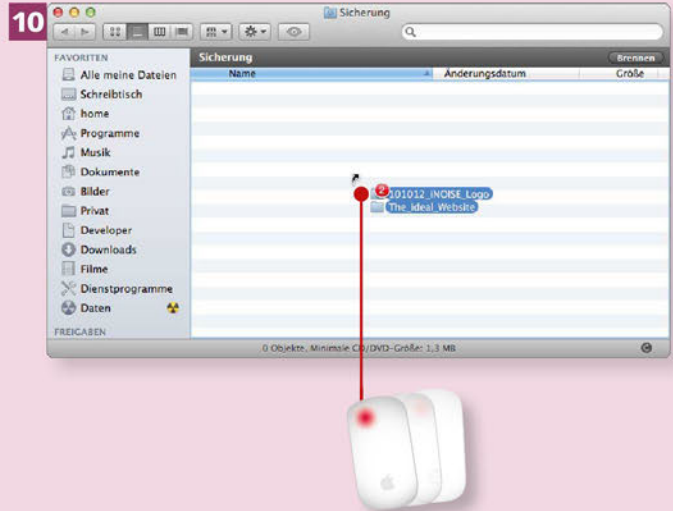 10
Sicherung
FAVORITEN
Alle meine Dateien
Schreibtisch
home
Programme
Musik
Dokumente
Bilder
Privat
Developer
Downloads
Filme
Dienstprogramme
Daten
FREIGABEN
Sicherung Brennen
Name Änderungsdatum Größe
2
101012_iNOISE_Logo
The_ideal_Website
0 Objekte, Minimale CD/DVD-Größe: 1,3 MB